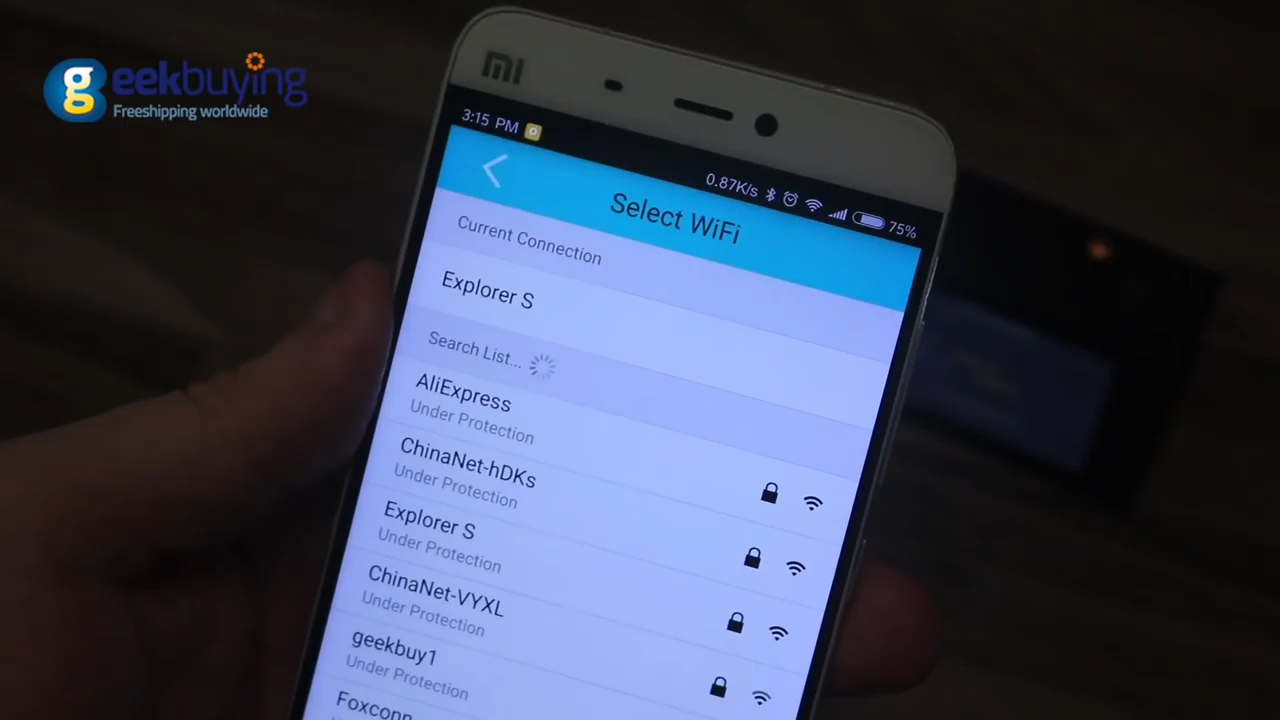 geekbuying
Freeshipping worldwide
mi
3:15 PM
0.87K/s
75%
Select WiFi
Current Connection
Explorer S
Search List...
AliExpress
Under Protection
ChinaNet-hDKs
Under Protection
Explorer S
Under Protection
ChinaNet-VYXL
Under Protection
geekbuy1
Under Protection
Foxconn